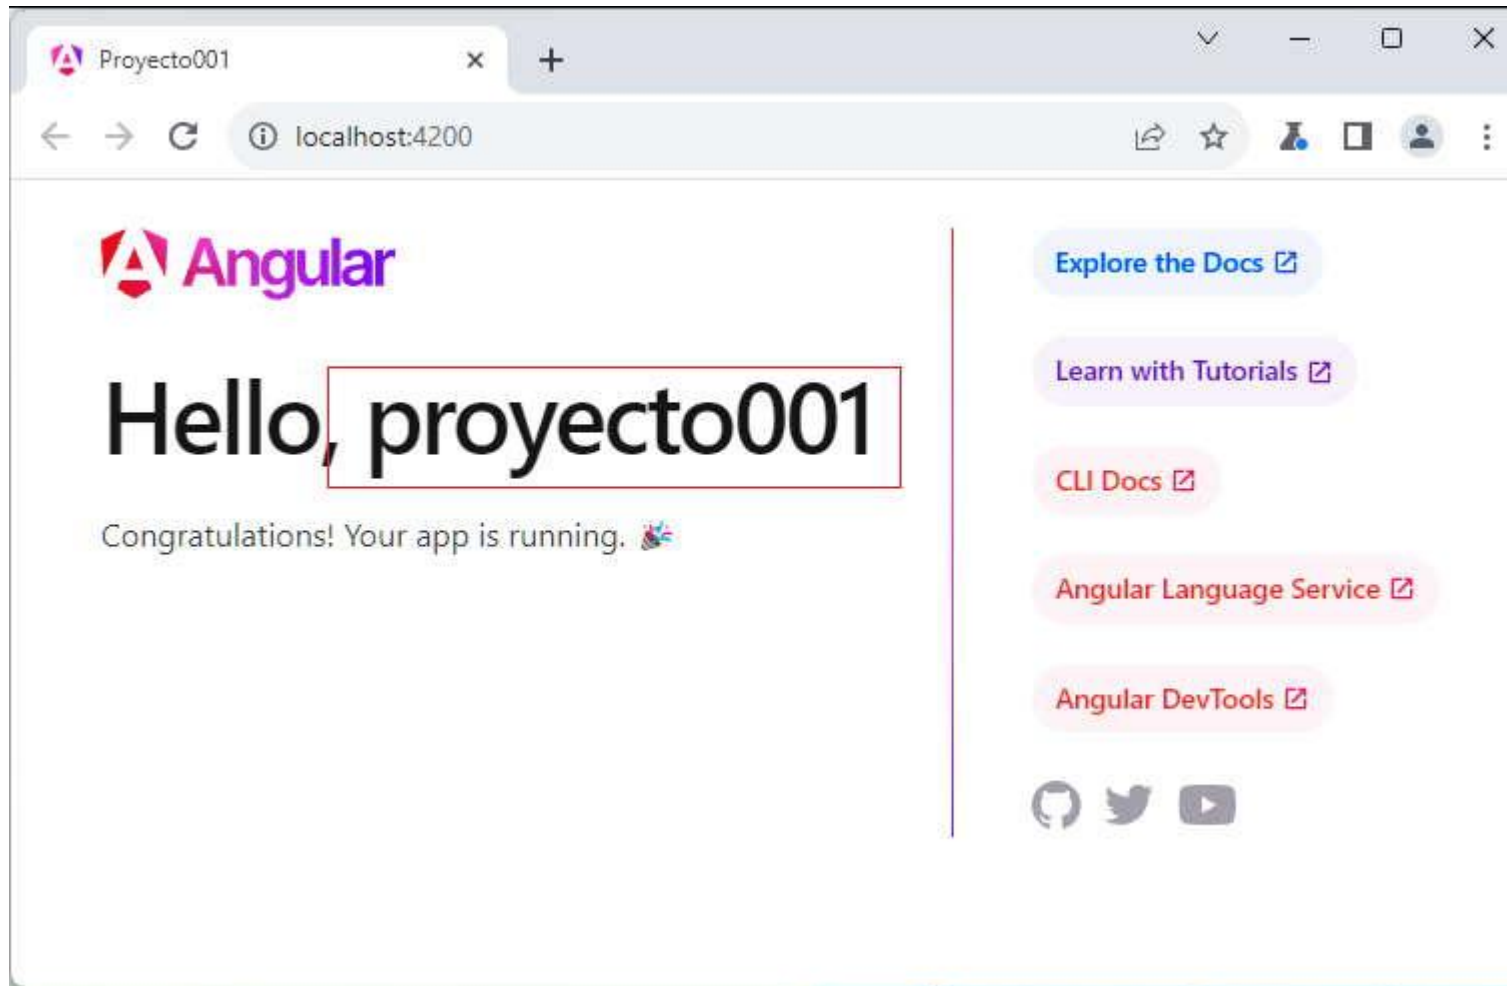 Proyecto001
localhost:4200
Angular
Hello, proyecto001
Congratulations! Your app is running. 🎉
Explore the Docs
Learn with Tutorials
CLI Docs
Angular Language Service
Angular DevTools